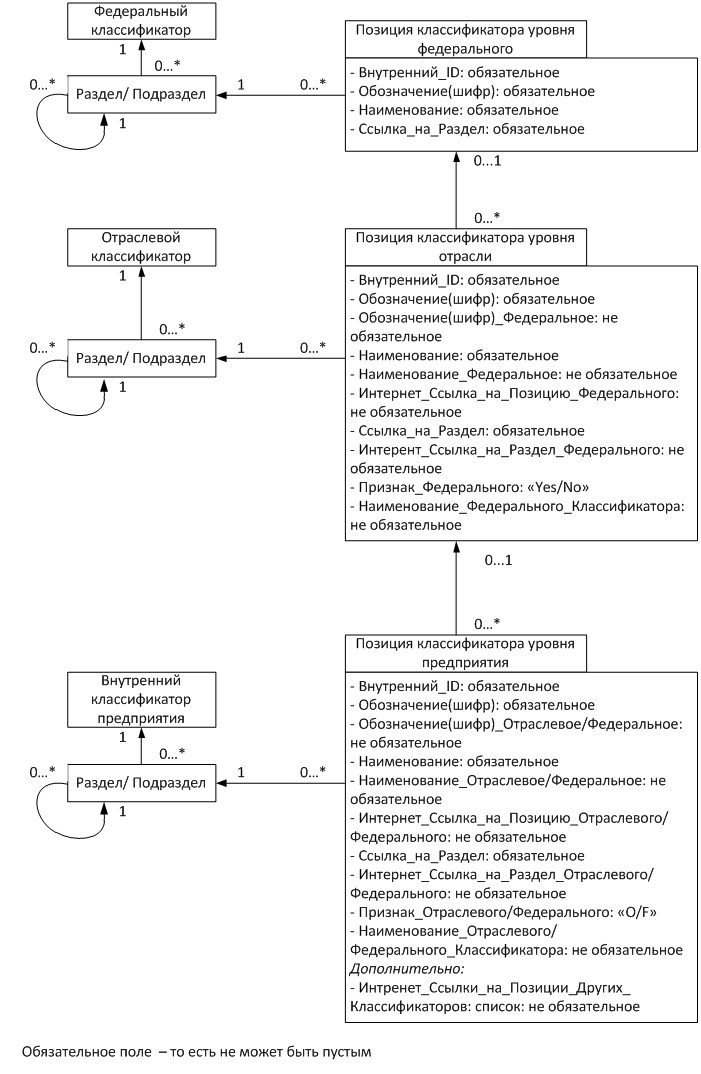 Федеральный
классификатор
1
0...*
0...*
Раздел/ Подраздел
1
1
0...*
Позиция классификатора уровня
федерального
- Внутренний_ID: обязательное
- Обозначение(шифр): обязательное
- Наименование: обязательное
- Ссылка_на_Раздел: обязательное
0...1
0...*
Отраслевой
классификатор
1
0...*
0...*
Раздел/ Подраздел
1
1
0...*
Позиция классификатора уровня
отрасли
- Внутренний_ID: обязательное
- Обозначение(шифр): обязательное
- Обозначение(шифр)_Федеральное: не
обязательное
- Наименование: обязательное
- Наименование_Федеральное: не обязательное
- Интернет_Ссылка_на_Позицию_Федерального:
не обязательное
- Ссылка_на_Раздел: обязательное
- Интерент_Ссылка_на_Раздел_Федерального: не
обязательное
- Признак_Федерального: «Yes/No»
- Наименование_Федерального_Классификатора:
не обязательное
0...1
0...*
Внутренний
классификатор
предприятия
1
0...*
0...*
Раздел/ Подраздел
1
1
0...*
Позиция классификатора уровня
предприятия
- Внутренний_ID: обязательное
- Обозначение(шифр): обязательное
- Обозначение(шифр)_Отраслевое/Федеральное:
не обязательное
- Наименование: обязательное
- Наименование_Отраслевое/Федеральное: не
обязательное
- Интернет_Ссылка_на_Позицию_Отраслевого/
Федерального: не обязательное
- Ссылка_на_Раздел: обязательное
- Интернет_Ссылка_на_Раздел_Отраслевого/
Федерального: не обязательное
- Признак_Отраслевого/Федерального: «O/F»
- Наименование_Отраслевого/
Федерального_Классификатора: не обязательное
Дополнительно:
- Интренет_Ссылки_на_Позиции_Других_
Классификаторов: список: не обязательное
Обязательное поле – то есть не может быть пустым